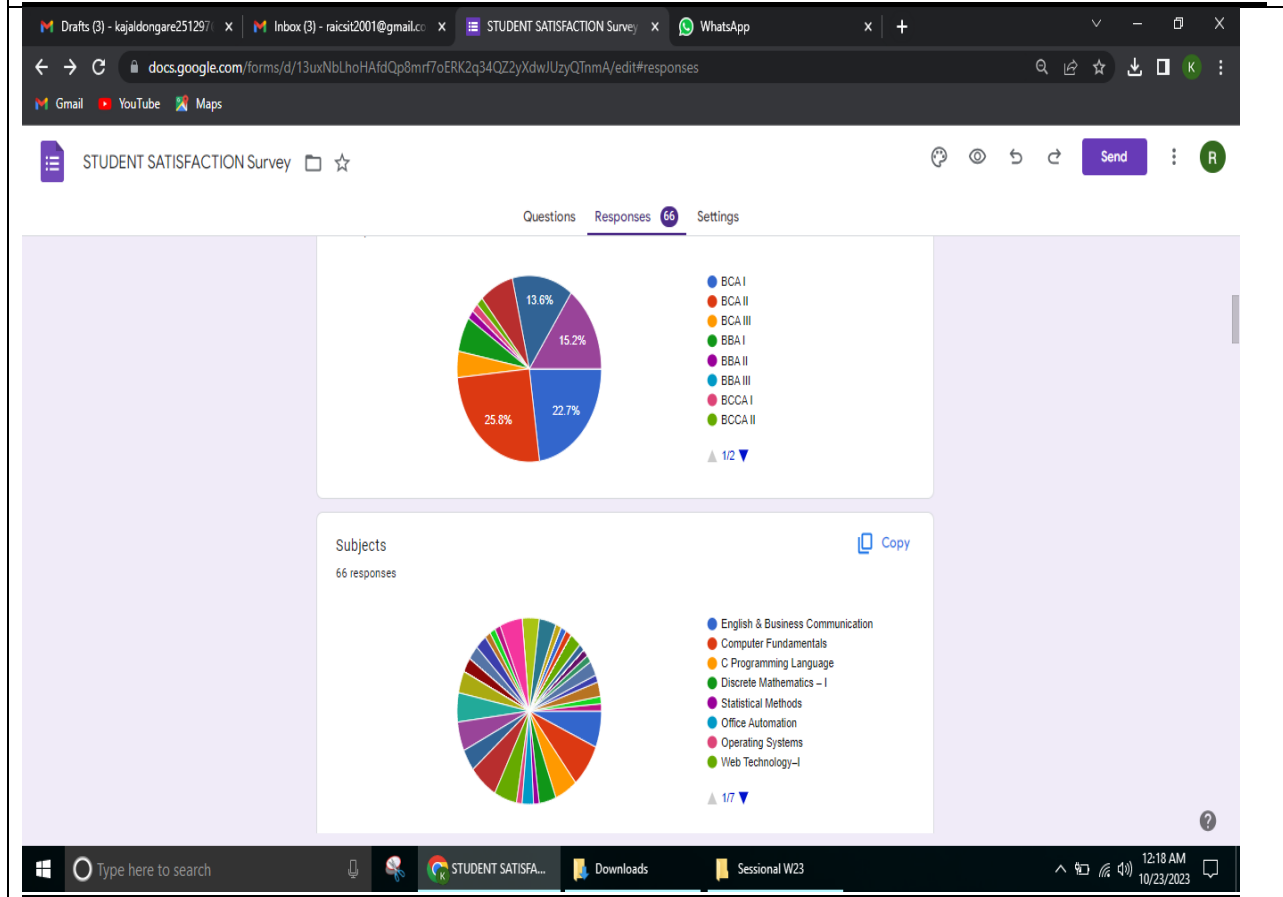 Drafts (3) - kajaldongare251297 x
Inbox (3) - raicsit2001@gmail.co x
STUDENT SATISFACTION Survey x
WhatsApp x +
docs.google.com/forms/d/13uxNbLhoHAfdQp8mrf7oERK2q34QZ2yXdwJUzyQTnmA/edit#responses
K
Gmail YouTube Maps
STUDENT SATISFACTION Survey
Send
R
Questions Responses 66 Settings
13.6%
15.2%
25.8%
22.7%
BCA I
BCA II
BCA III
BBA I
BBA II
BBA III
BCCA I
BCCA II
1/2
Subjects
Copy
66 responses
English & Business Communication
Computer Fundamentals
C Programming Language
Discrete Mathematics – I
Statistical Methods
Office Automation
Operating Systems
Web Technology–I
1/7
Type here to search
STUDENT SATISFA...
Downloads
Sessional W23
12:18 AM
10/23/2023